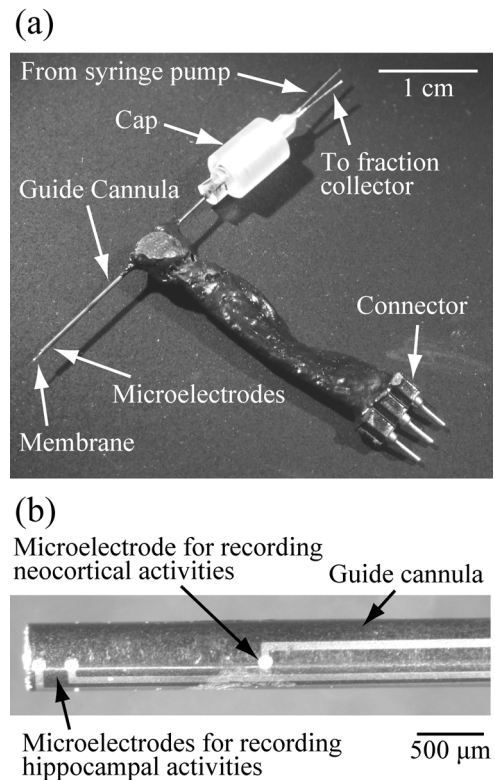 (a)
From syringe pump
1 cm
Cap
To fraction
collector
Guide Cannula
Connector
Microelectrodes
Membrane
(b)
Microelectrode for recording
neocortical activities
Guide cannula
Microelectrodes for recording
hippocampal activities
500 μm